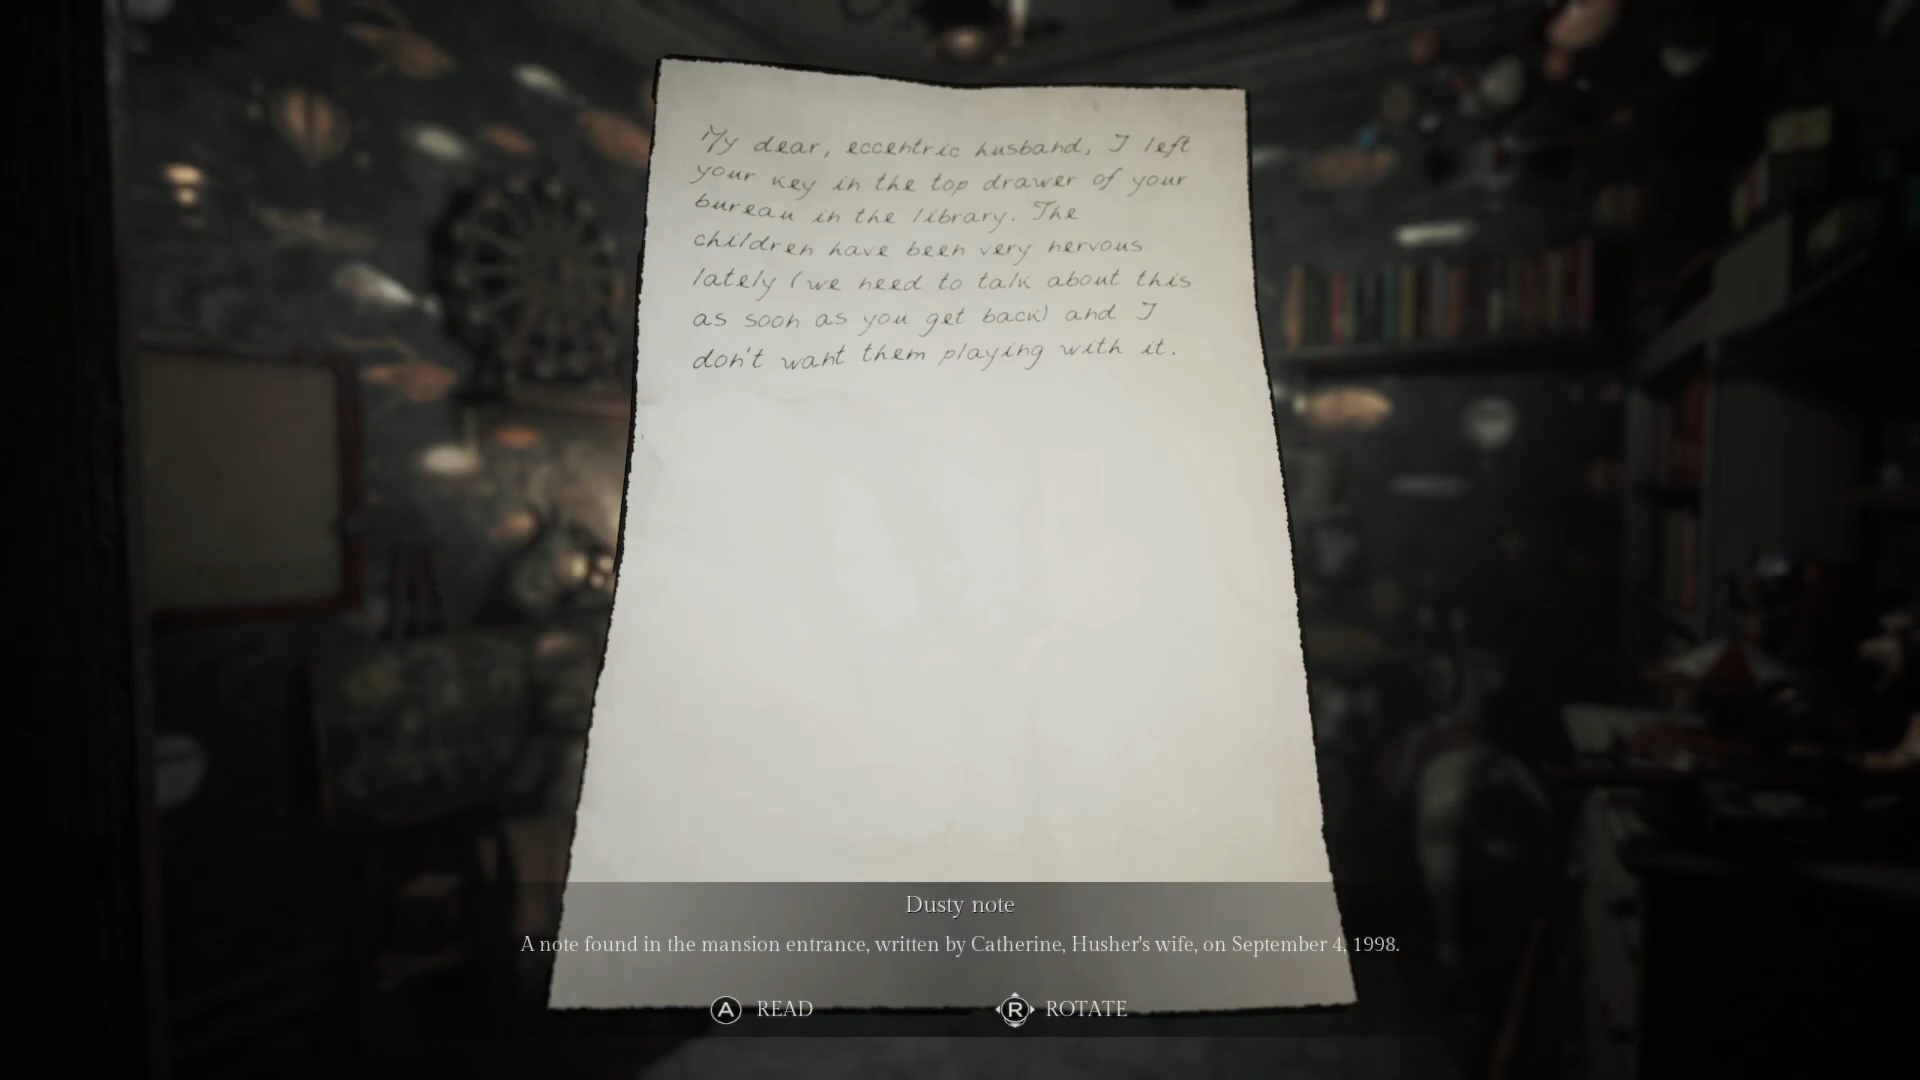 My dear, eccentric husband, I left
your key in the top drawer of your
bureau in the library. The
children have been very nervous
lately (we need to talk about this
as soon as you get back) and I
don't want them playing with it.
Dusty note
A note found in the mansion entrance, written by Catherine, Husher's wife, on September 4, 1998.
A READ R ROTATE